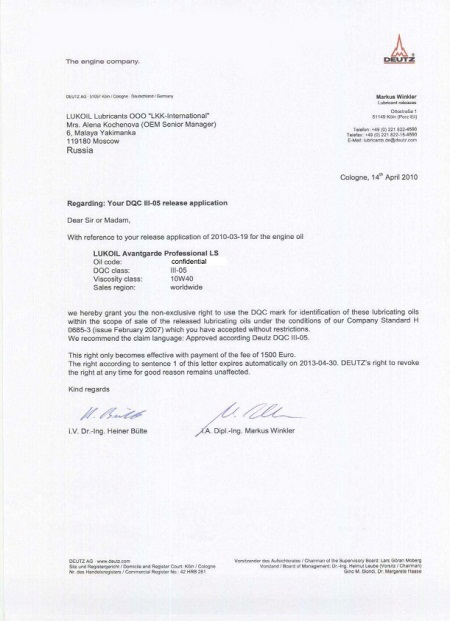 The engine company.
DEUTZ
DEUTZ AG · 51057 Köln / Cologne · Deutschland / Germany
Markus Winkler
Lubricant releases
Ottostraße 1
51149 Köln (Porz-Eil)
Telefon: +49 (0) 221 822-4590
Telefax: +49 (0) 221 822-15-4590
E-Mail: lubricants.de@deutz.com
LUKOIL Lubricants OOO "LKK-International"
Mrs. Alena Kochenova (OEM Senior Manager)
6, Malaya Yakimanka
119180 Moscow
Russia
Cologne, 14th April 2010
Regarding: Your DQC III-05 release application
Dear Sir or Madam,
With reference to your release application of 2010-03-19 for the engine oil
LUKOIL Avantgarde Professional LS
Oil code: confidential
DQC class: III-05
Viscosity class: 10W40
Sales region: worldwide
we hereby grant you the non-exclusive right to use the DQC mark for identification of these lubricating oils
within the scope of sale of the released lubricating oils under the conditions of our Company Standard H
0685-3 (issue February 2007) which you have accepted without restrictions.
We recommend the claim language: Approved according Deutz DQC III-05.
This right only becomes effective with payment of the fee of 1500 Euro.
The right according to sentence 1 of this letter expires automatically on 2013-04-30. DEUTZ's right to revoke
the right at any time for good reason remains unaffected.
Kind regards
i.V. Dr.-Ing. Heiner Bülte
i.A. Dipl.-Ing. Markus Winkler
DEUTZ AG · www.deutz.com
Sitz und Registergericht / Domicile and Register Court: Köln / Cologne
Nr. des Handelsregisters / Commercial Register No.: 42 HRB 281
Vorsitzender des Aufsichtsrates / Chairman of the Supervisory Board: Lars Göran Moberg
Vorstand / Board of Management: Dr.-Ing. Helmut Leube (Vorsitz / Chairman)
Gino M. Biondi, Dr. Margarete Haase